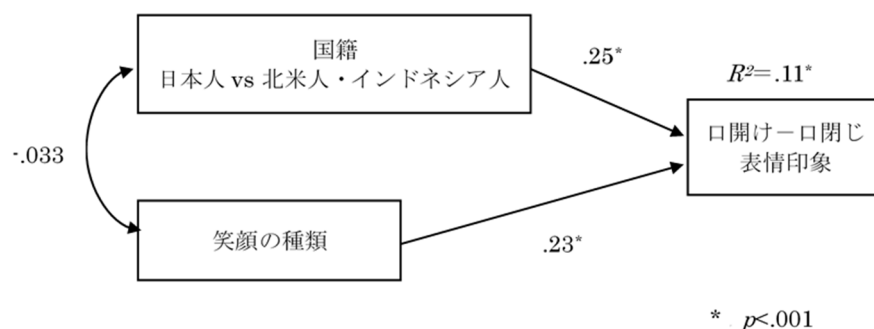 国籍
日本人 vs 北米人・インドネシア人
.25*
R²=.11*
口開け－口閉じ
表情印象
-.033
笑顔の種類
.23*
* p<.001